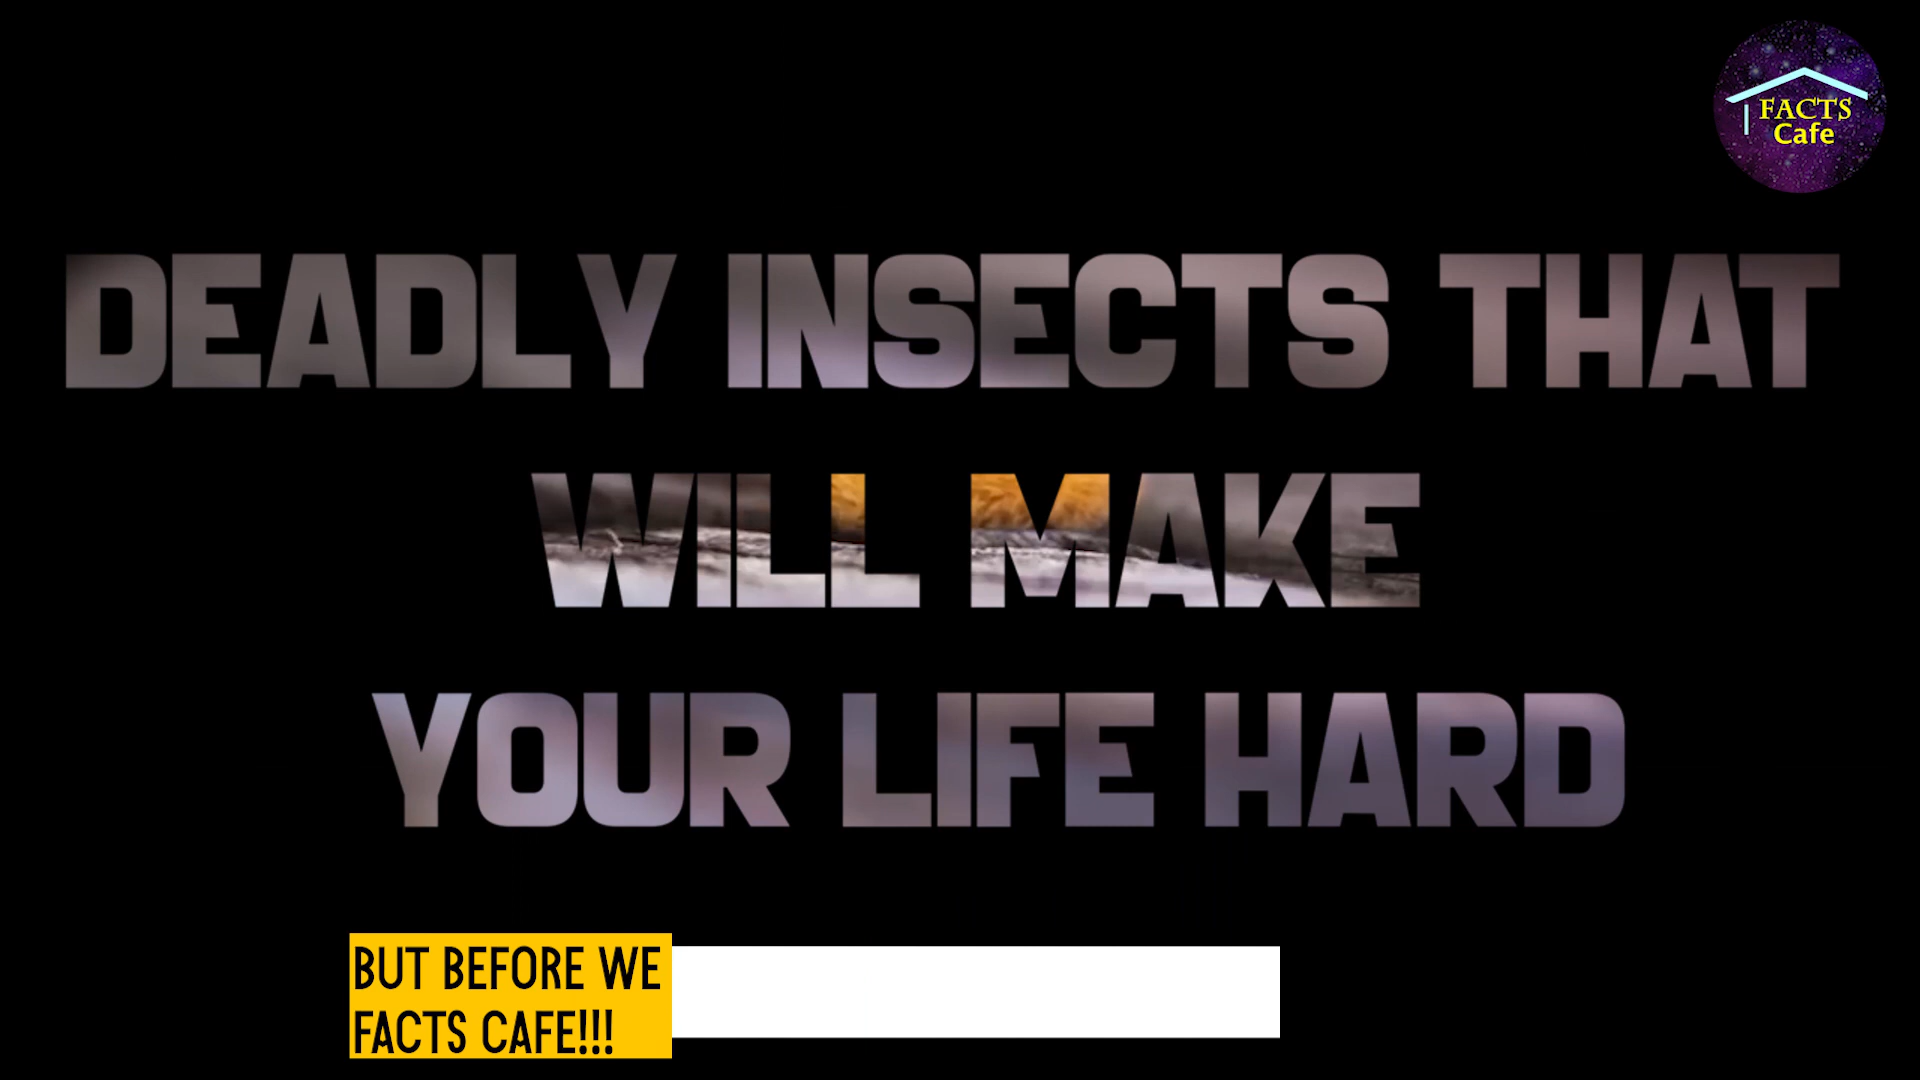 FACTS
Cafe
DEADLY INSECTS THAT
WILL MAKE
YOUR LIFE HARD
BUT BEFORE WE
FACTS CAFE!!!